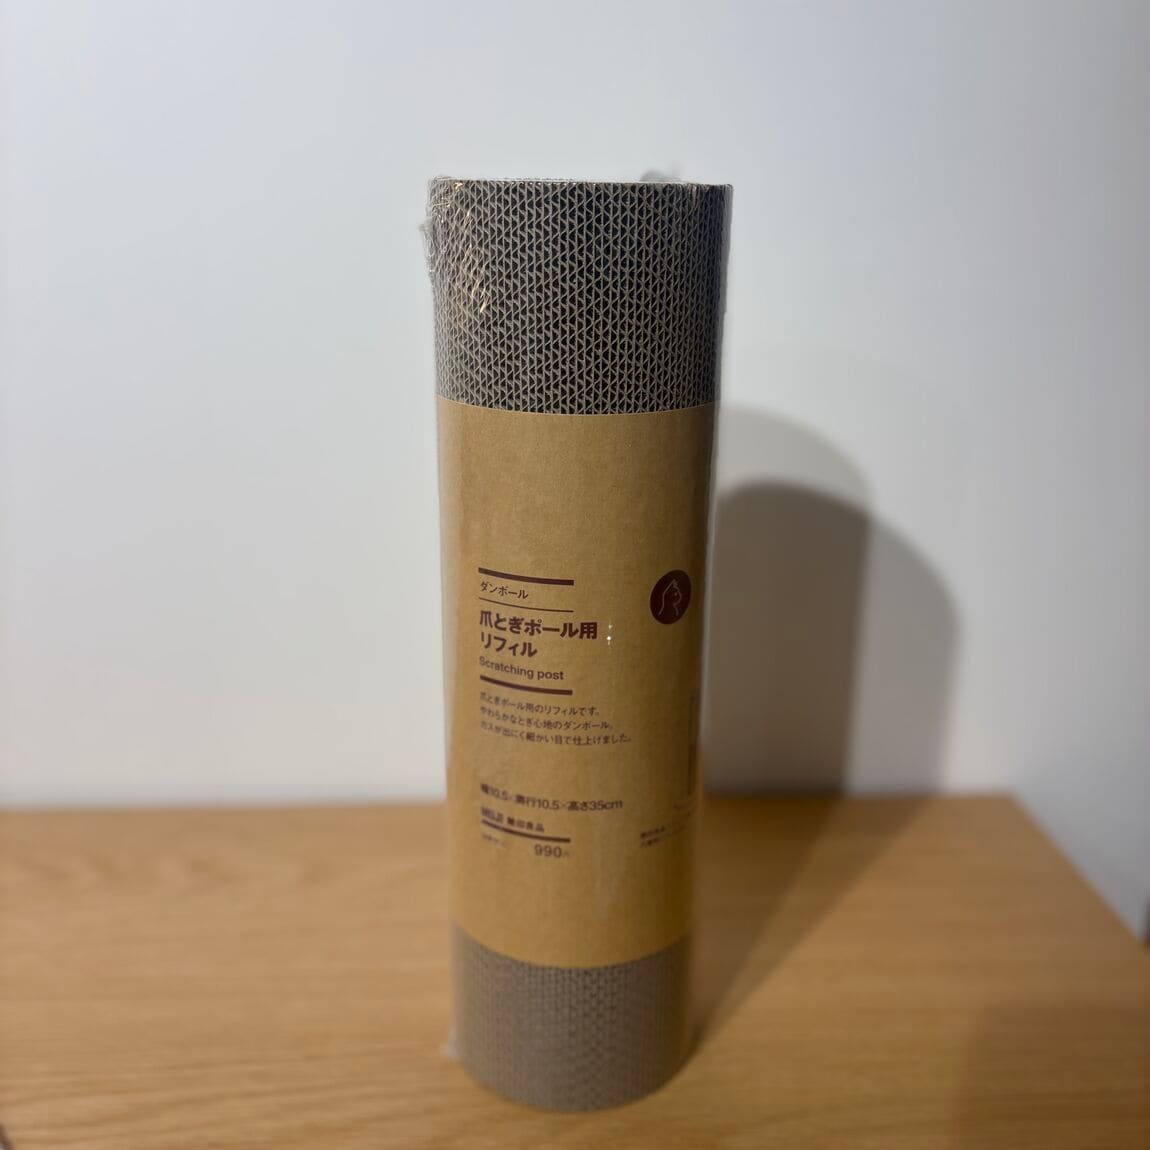 ダンボール
爪とぎポール用
リフィル
Scratching post
爪とぎポール用のリフィルです。
やわらかなとぎ心地のダンボール。
カスが出にく細かい目で仕上げました。
幅10.5×奥行10.5×高さ35cm
MUJI 無印良品
990円